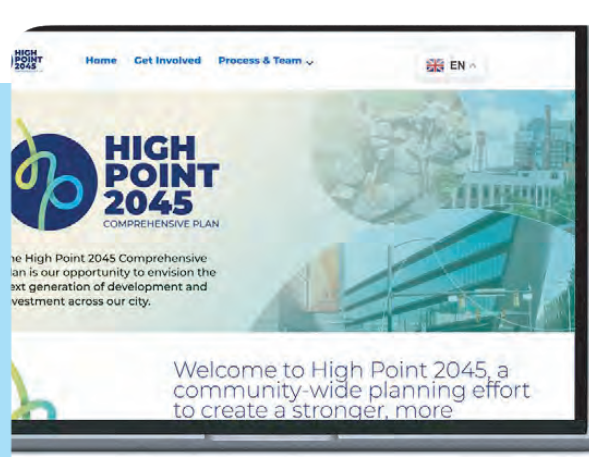 HIGH
POINT
2045
Home Get Involved Process & Team
EN
HIGH
POINT
2045
COMPREHENSIVE PLAN
he High Point 2045 Comprehensive
lan is our opportunity to envision the
ext generation of development and
vestment across our city.
Welcome to High Point 2045, a
community-wide planning effort
to create a stronger, more